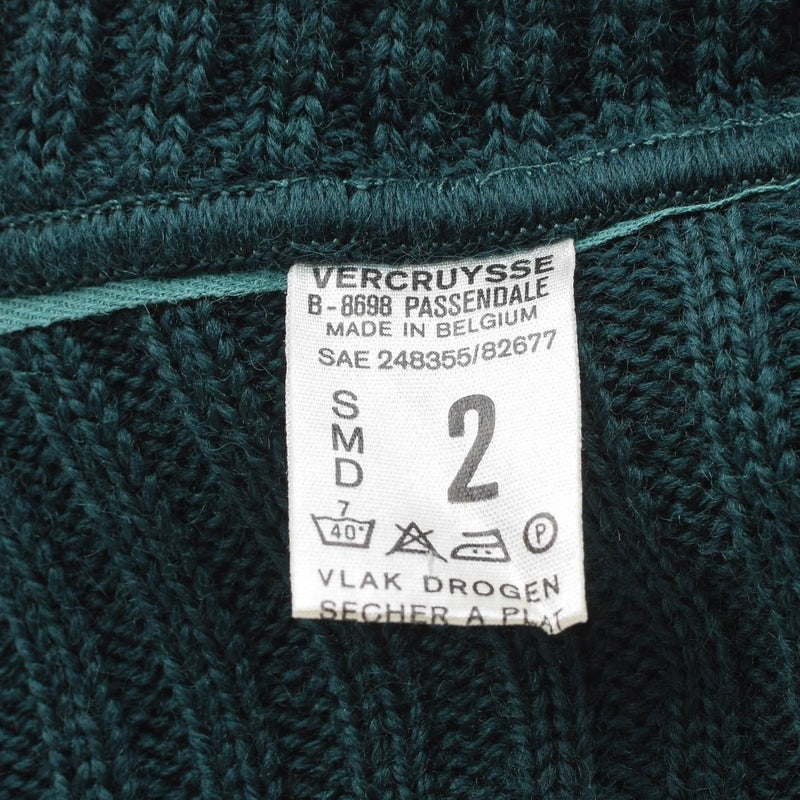 VERCRUYSSE
B-8698 PASSENDALE
MADE IN BELGIUM
SAE 248355/82677
S
M
D
2
7
40°
P
VLAK DROGEN
SECHER A PLAT